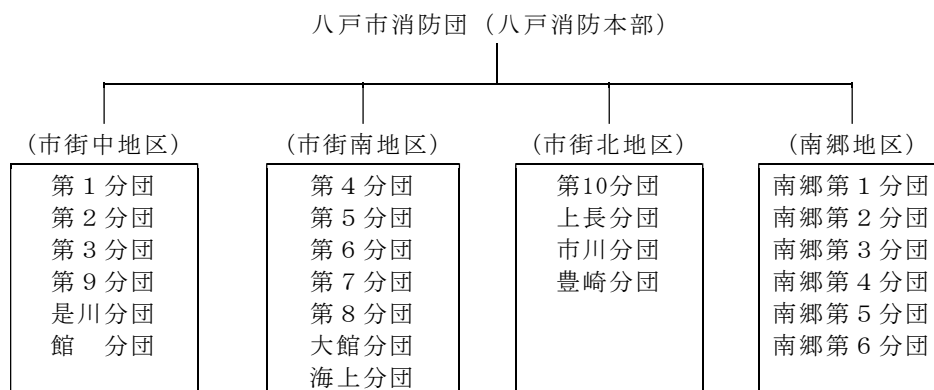 八戸市消防団（八戸消防本部）
（市街中地区）
第１分団
第２分団
第３分団
第９分団
是川分団
館　分団
（市街南地区）
第４分団
第５分団
第６分団
第７分団
第８分団
大館分団
海上分団
（市街北地区）
第10分団
上長分団
市川分団
豊崎分団
（南郷地区）
南郷第１分団
南郷第２分団
南郷第３分団
南郷第４分団
南郷第５分団
南郷第６分団